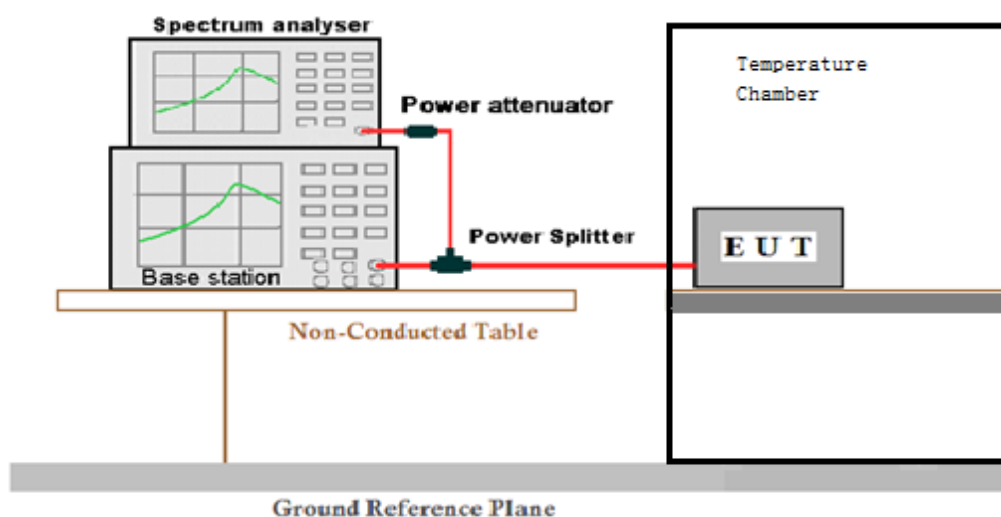 Spectrum analyser
Temperature
Chamber
Power attenuator
Power Splitter
E U T
Base station
Non-Conducted Table
Ground Reference Plane